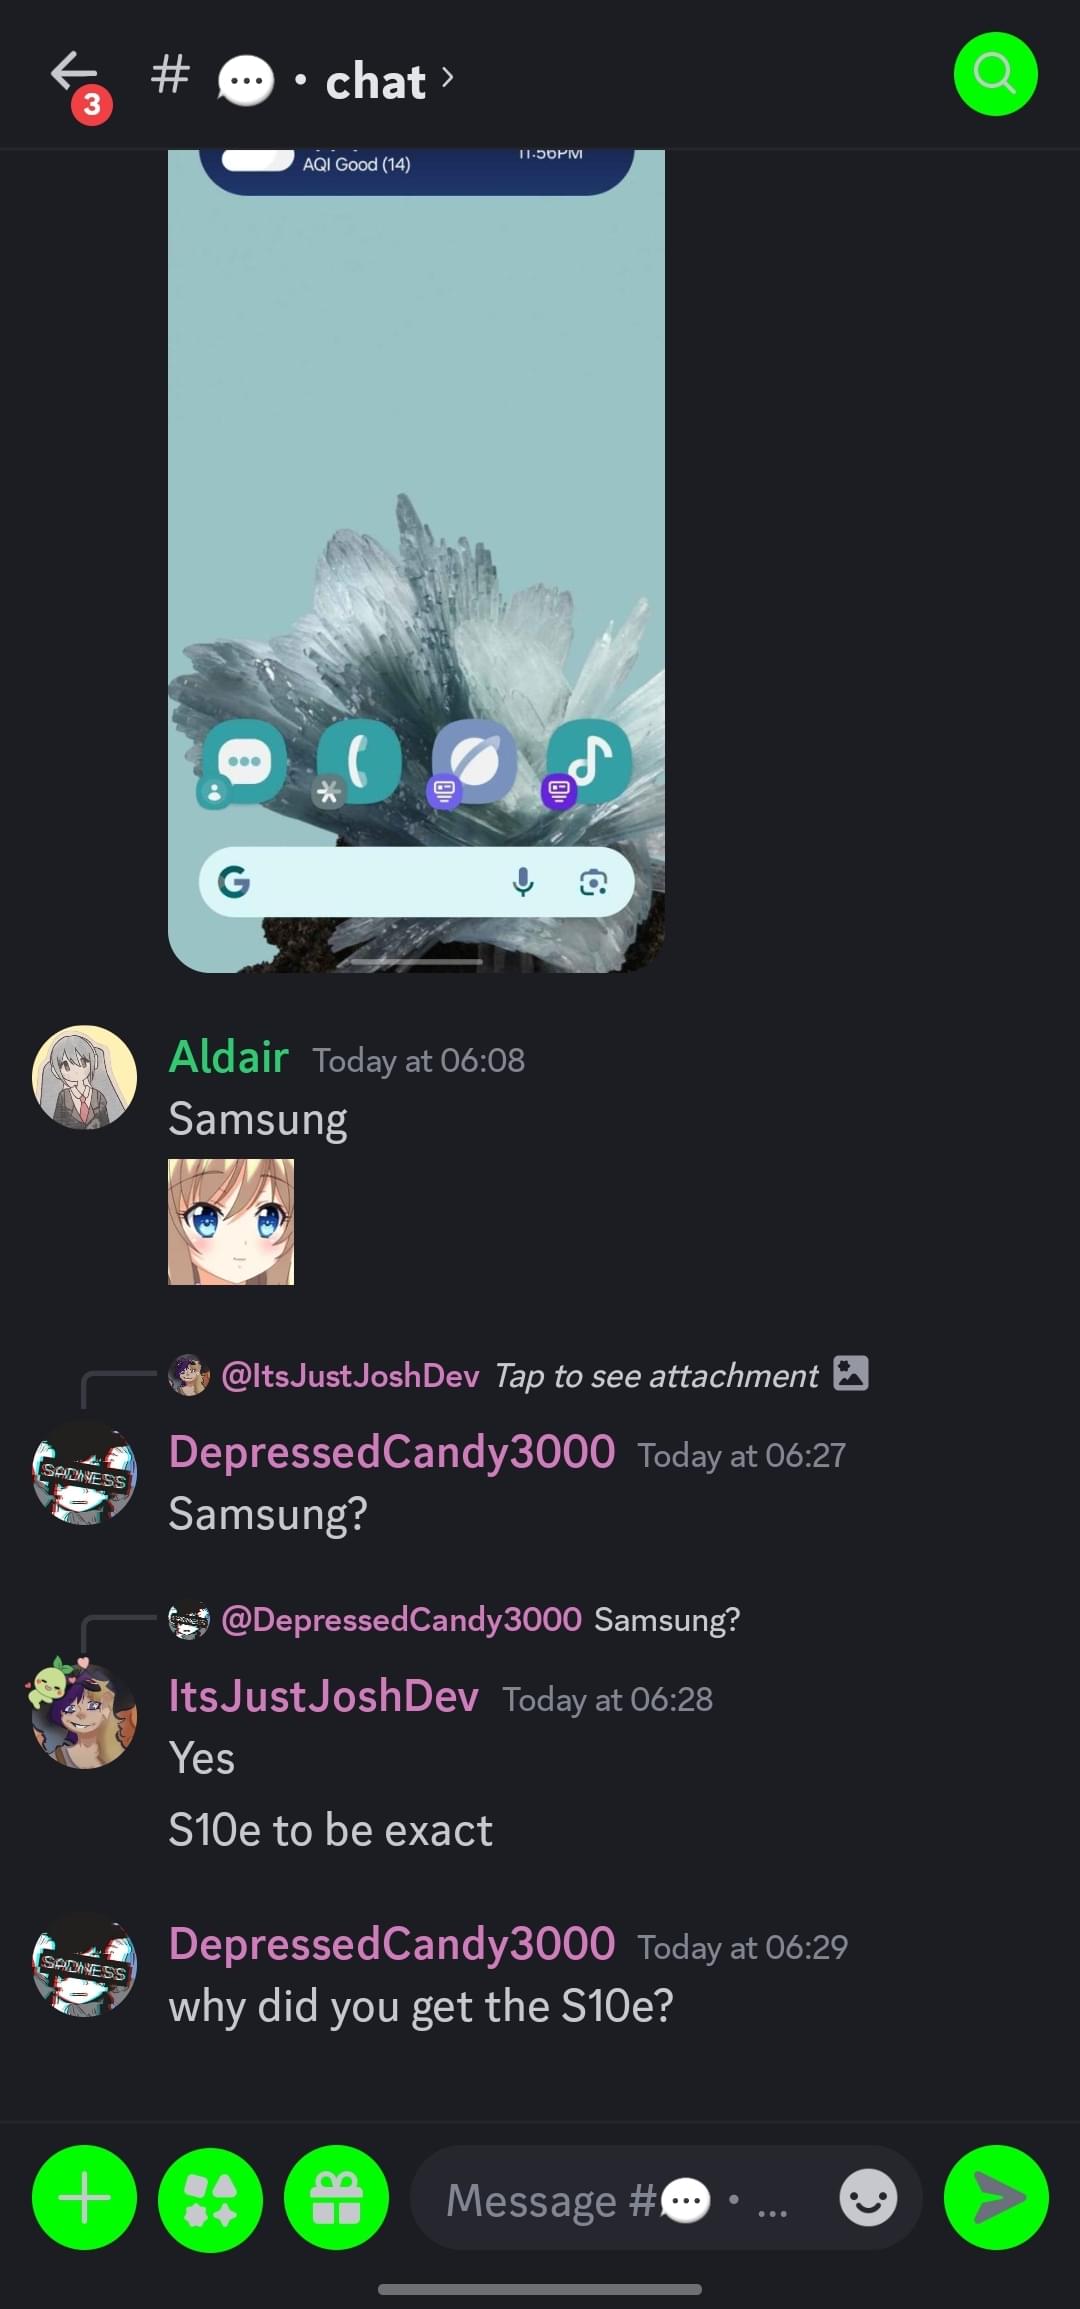 3
# 💬 • chat
AQI Good (14)
11:56PM
G
Aldair Today at 06:08
Samsung
@ItsJustJoshDev Tap to see attachment
DepressedCandy3000 Today at 06:27
SADNESS
Samsung?
@DepressedCandy3000 Samsung?
ItsJustJoshDev Today at 06:28
Yes
S10e to be exact
DepressedCandy3000 Today at 06:29
SADNESS
why did you get the S10e?
Message #💬 • ...